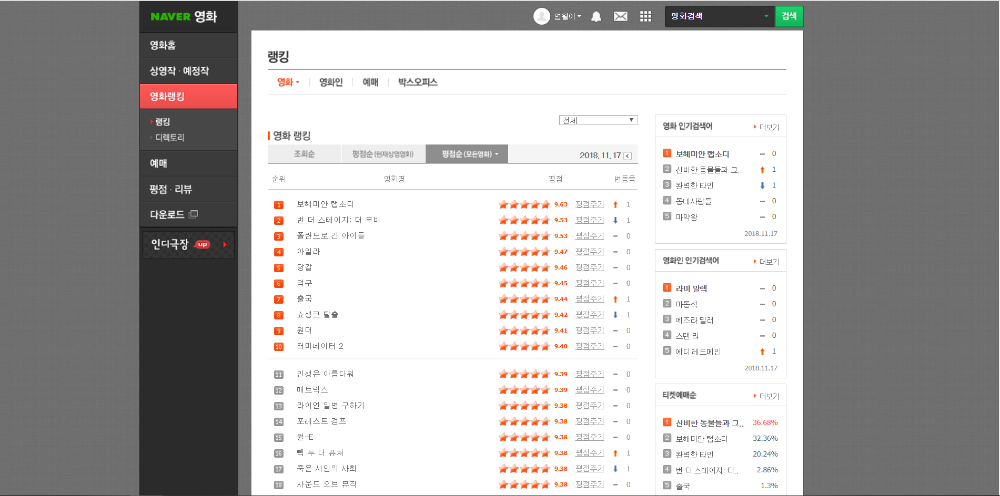 NAVER 영화
염월이
영화검색
검색
영화홈
상영작 · 예정작
영화랭킹
랭킹
디렉토리
예매
평점 · 리뷰
다운로드
인디극장 up
랭킹
영화 영화인 예매 박스오피스
전체
영화 랭킹
조회순 평점순 (현재상영영화) 평점순 (모든영화) 2018.11.17
순위 영화명 평점 변동폭
1 보헤미안 랩소디 9.63 평점주기 1
2 번 더 스테이지: 더 무비 9.53 평점주기 1
3 폴란드로 간 아이들 9.53 평점주기 0
4 아일라 9.47 평점주기 0
5 당갈 9.46 평점주기 0
6 덕구 9.45 평점주기 0
7 출국 9.44 평점주기 1
8 쇼생크 탈출 9.42 평점주기 1
9 원더 9.41 평점주기 0
10 터미네이터 2 9.40 평점주기 0
11 인생은 아름다워 9.39 평점주기 0
12 매트릭스 9.39 평점주기 0
13 라이언 일병 구하기 9.38 평점주기 0
14 포레스트 검프 9.38 평점주기 0
15 월-E 9.38 평점주기 0
16 빽 투 더 퓨쳐 9.38 평점주기 1
17 죽은 시인의 사회 9.38 평점주기 1
18 사운드 오브 뮤직 9.38 평점주기 0
영화 인기검색어 더보기
1 보헤미안 랩소디 0
2 신비한 동물들과 그.. 1
3 완벽한 타인 1
4 동네사람들 0
5 마약왕 0
2018.11.17
영화인 인기검색어 더보기
1 라미 말렉 0
2 마동석 0
3 에즈라 밀러 0
4 스탠 리 0
5 에디 레드메인 1
2018.11.17
티켓예매순 더보기
1 신비한 동물들과 그.. 36.68%
2 보헤미안 랩소디 32.36%
3 완벽한 타인 20.24%
4 번 더 스테이지: 더.. 2.86%
5 출국 1.3%